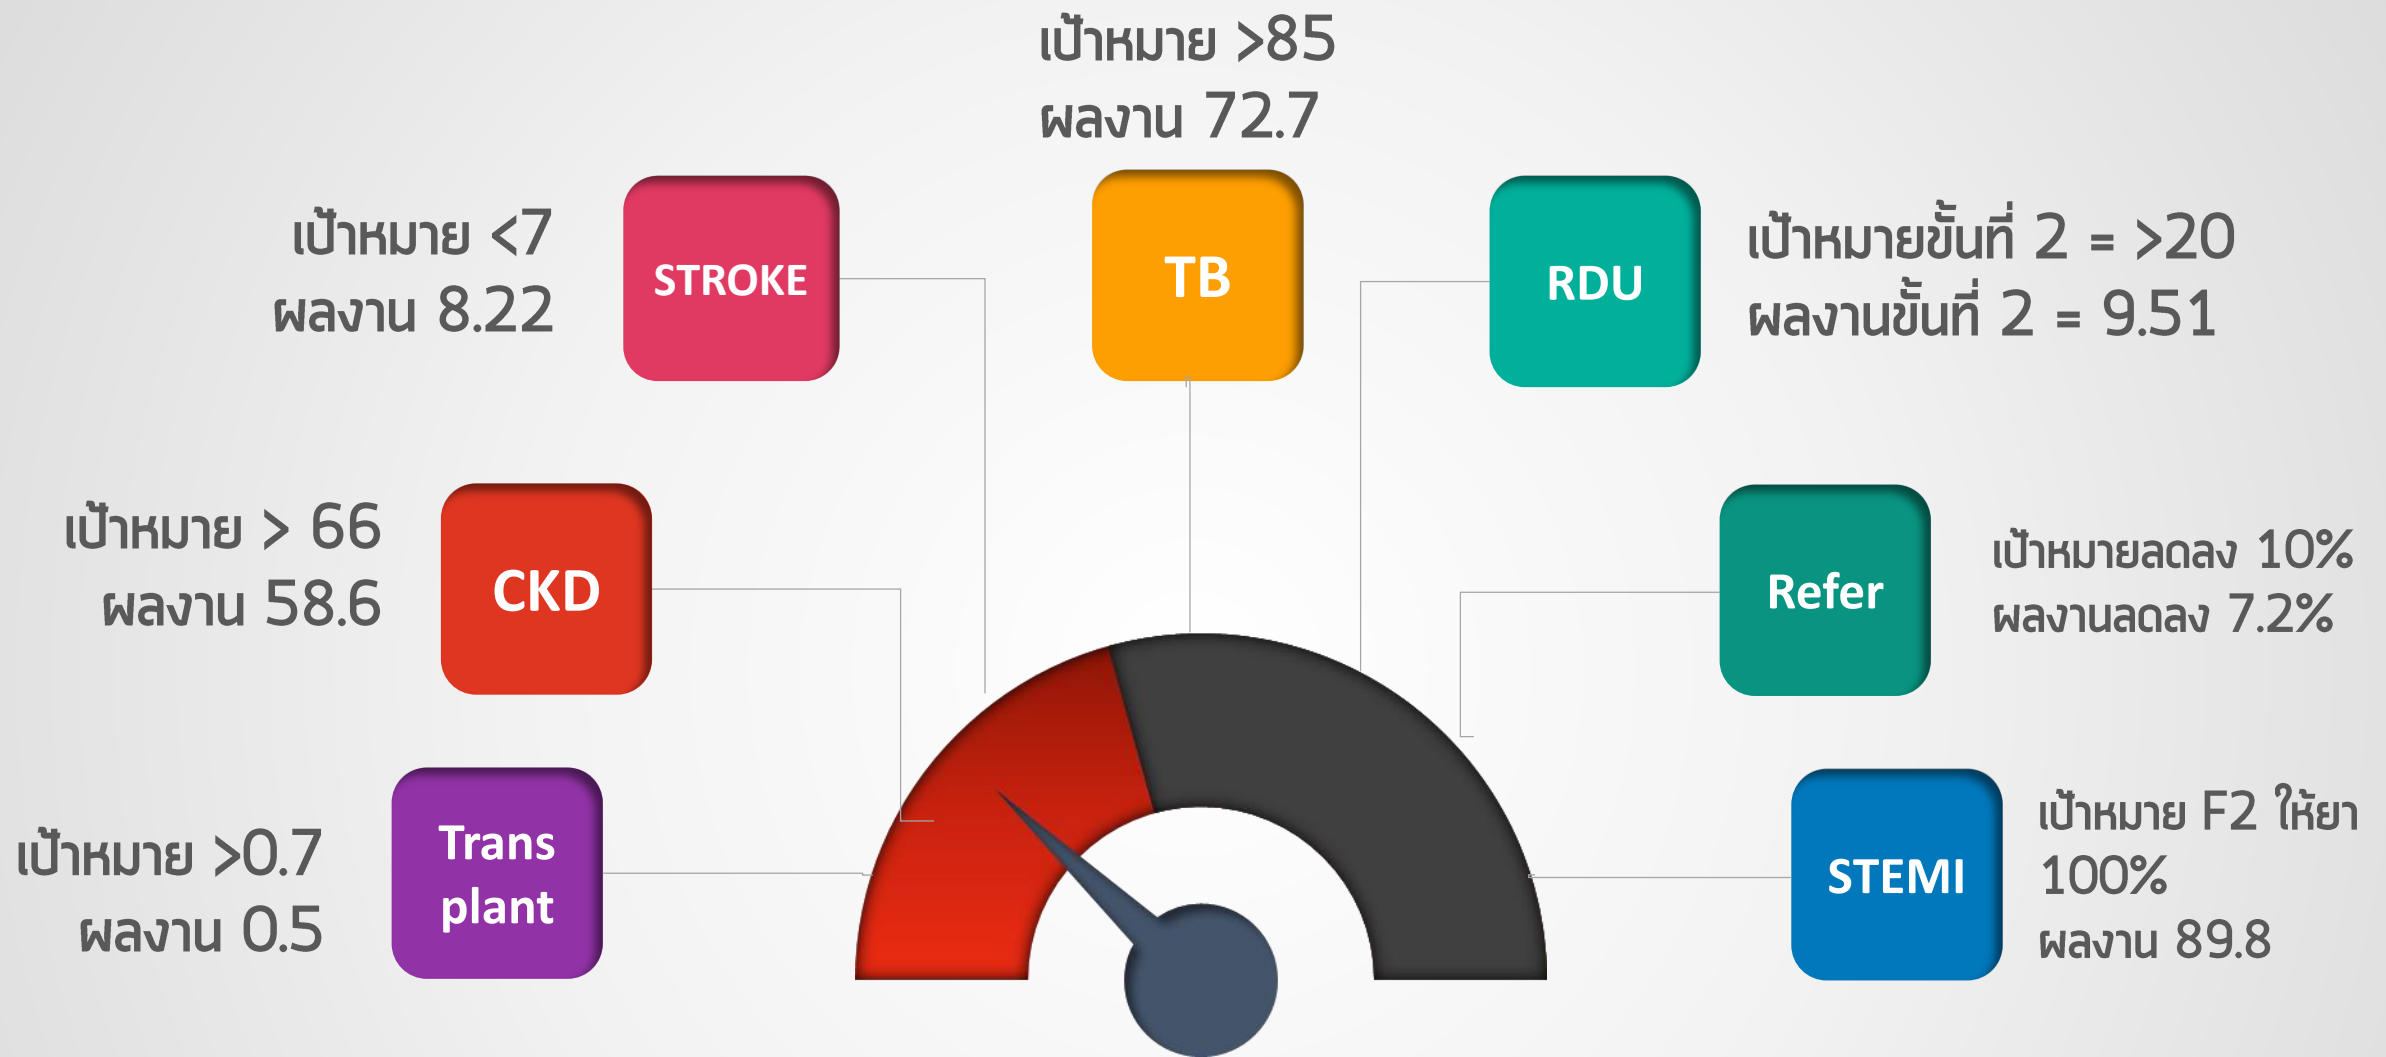 เป้าหมาย >85
ผลงาน 72.7
เป้าหมาย <7
ผลงาน 8.22
STROKE
TB
RDU
เป้าหมายขั้นที่ 2 = >20
ผลงานขั้นที่ 2 = 9.51
เป้าหมาย > 66
ผลงาน 58.6
CKD
Refer
เป้าหมายลดลง 10%
ผลงานลดลง 7.2%
เป้าหมาย >0.7
ผลงาน 0.5
Trans
plant
STEMI
เป้าหมาย F2 ให้ยา
100%
ผลงาน 89.8